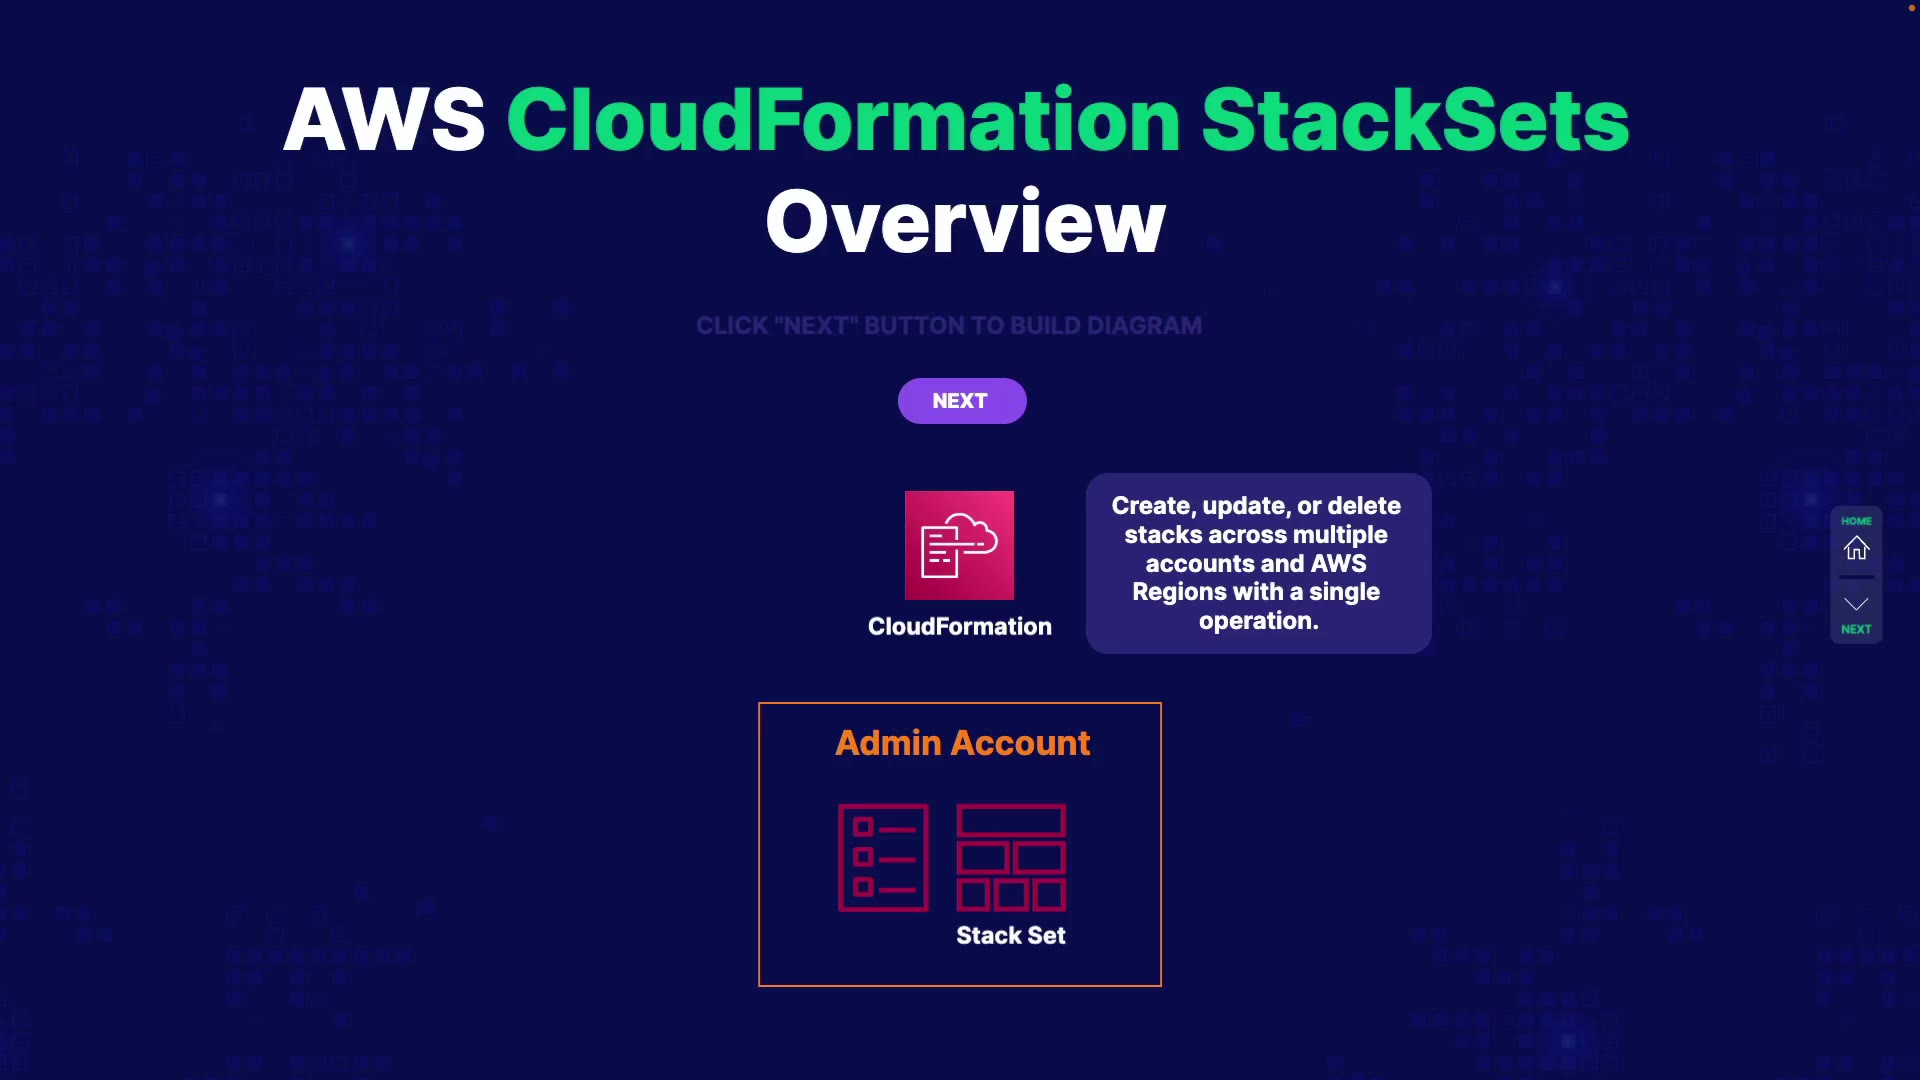 AWS CloudFormation StackSets
Overview
CLICK "NEXT" BUTTON TO BUILD DIAGRAM
NEXT
CloudFormation
Create, update, or delete
stacks across multiple
accounts and AWS
Regions with a single
operation.
HOME
NEXT
Admin Account
Stack Set